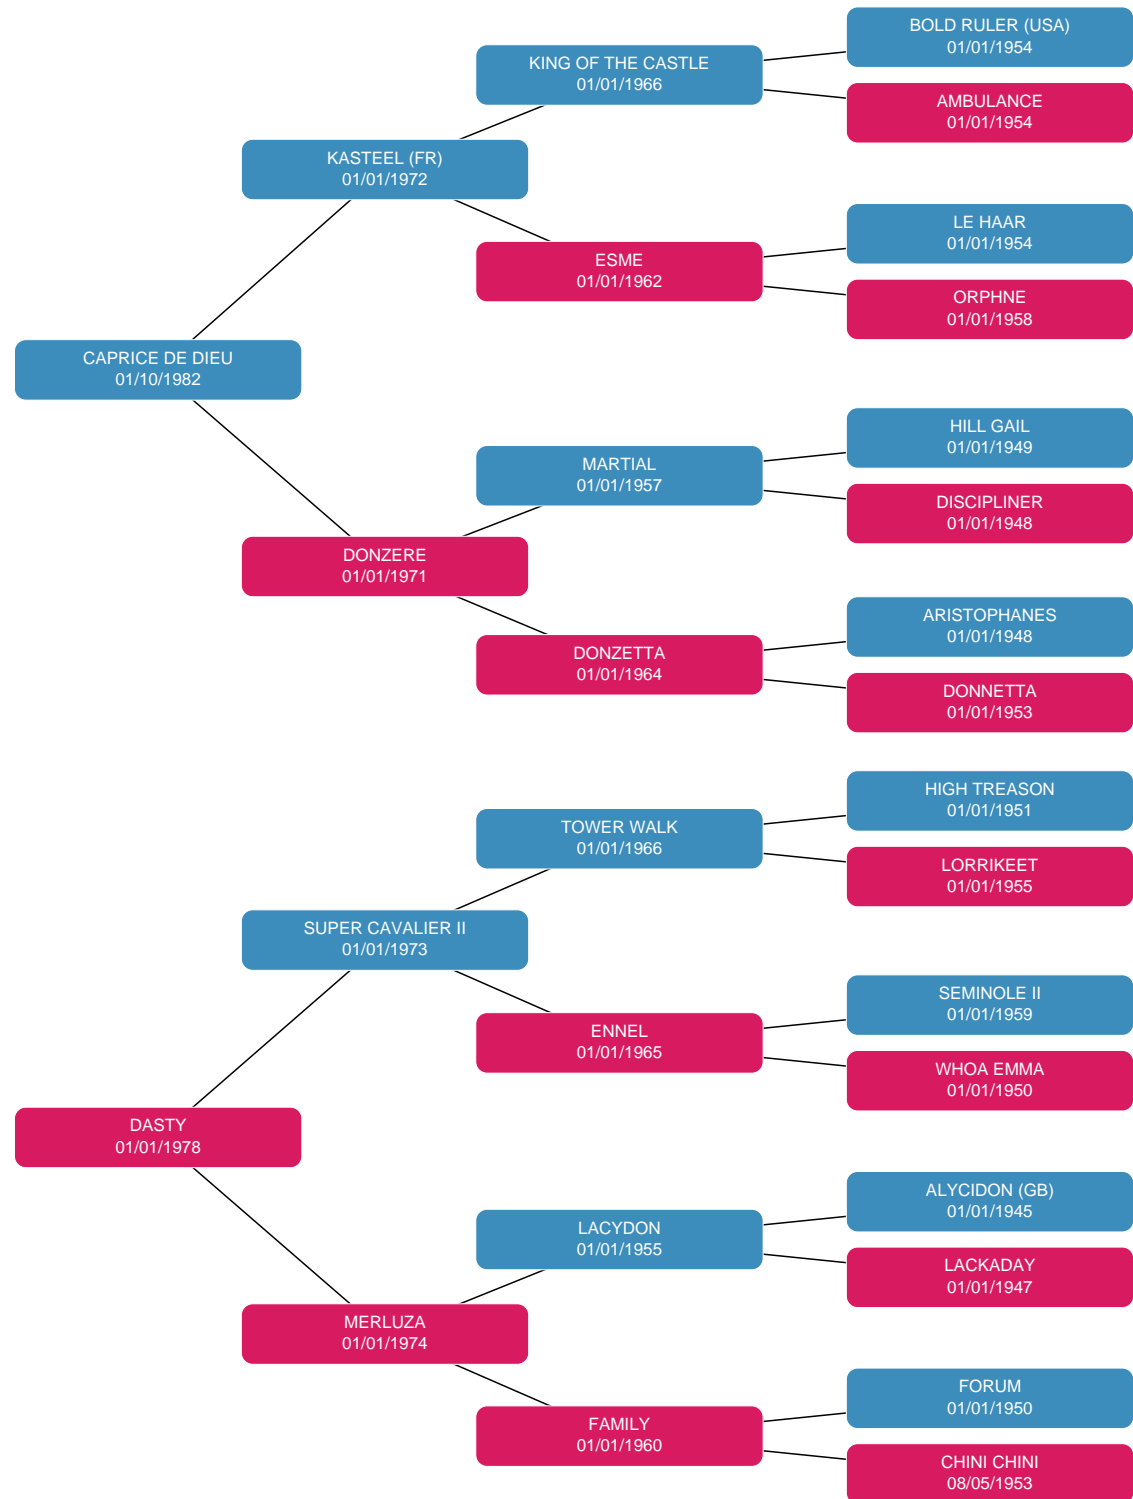 BOLD RULER (USA)
01/01/1954
KING OF THE CASTLE
01/01/1966
AMBULANCE
01/01/1954
KASTEEL (FR)
01/01/1972
LE HAAR
01/01/1954
ESME
01/01/1962
ORPHNE
01/01/1958
CAPRICE DE DIEU
01/10/1982
HILL GAIL
01/01/1949
MARTIAL
01/01/1957
DISCIPLINER
01/01/1948
DONZERE
01/01/1971
ARISTOPHANES
01/01/1948
DONZETTA
01/01/1964
DONNETTA
01/01/1953
HIGH TREASON
01/01/1951
TOWER WALK
01/01/1966
LORRIKEET
01/01/1955
SUPER CAVALIER II
01/01/1973
SEMINOLE II
01/01/1959
ENNEL
01/01/1965
WHOA EMMA
01/01/1950
DASTY
01/01/1978
ALYCIDON (GB)
01/01/1945
LACYDON
01/01/1955
LACKADAY
01/01/1947
MERLUZA
01/01/1974
FORUM
01/01/1950
FAMILY
01/01/1960
CHINI CHINI
08/05/1953